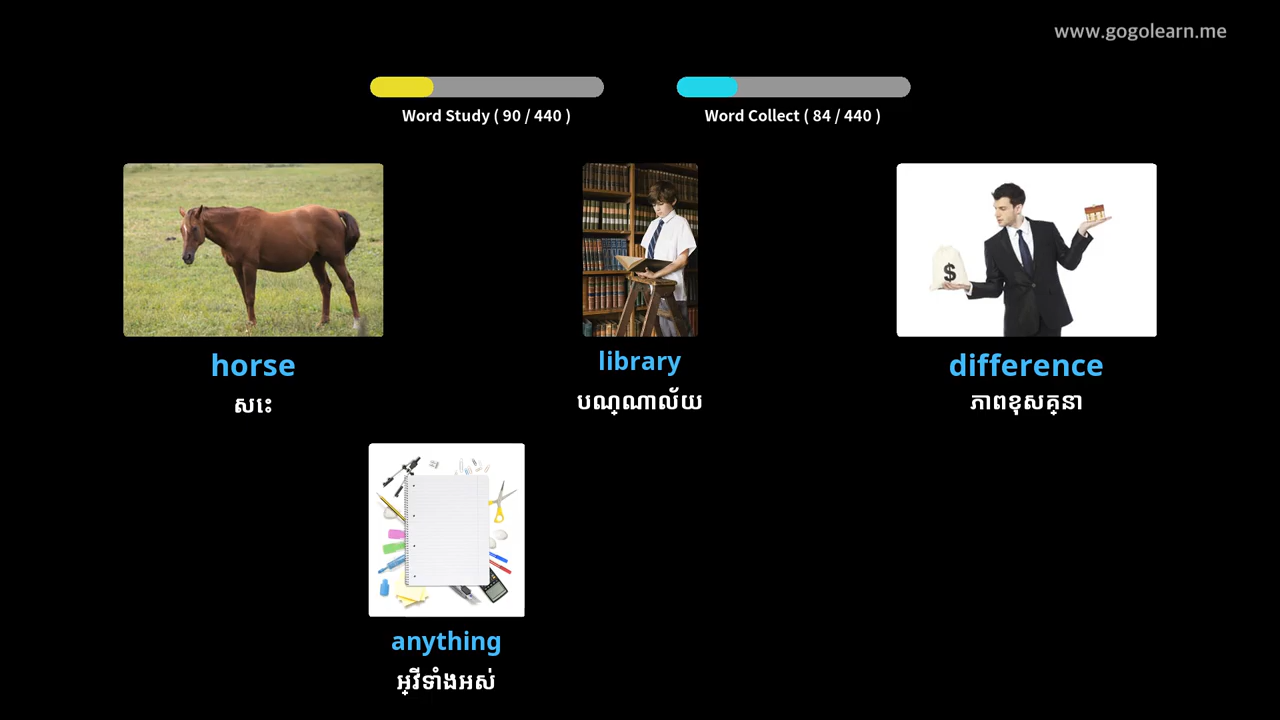 www.gogolearn.me
Word Study ( 90 / 440 )
Word Collect ( 84 / 440 )
horse
សេះ
library
បណ្ណាល័យ
difference
ភាពខុសគ្នា
$
anything
អ្វីទាំងអស់